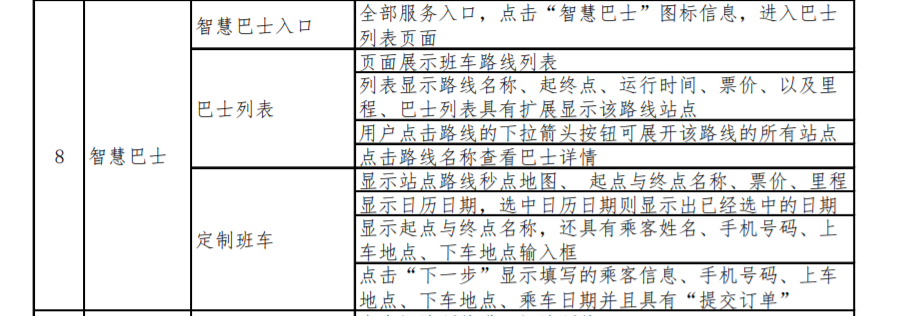 智慧巴士入口
全部服务入口，点击“智慧巴士”图标信息，进入巴士
列表页面
页面展示班车路线列表
列表显示路线名称、起终点、运行时间、票价、以及里
程、巴士列表具有扩展显示该路线站点
巴士列表
用户点击路线的下拉箭头按钮可展开该路线的所有站点
点击路线名称查看巴士详情
8
智慧巴士
显示站点路线秒点地图、 起点与终点名称、票价、里程
显示日历日期，选中日历日期则显示出已经选中的日期
定制班车
显示起点与终点名称，还具有乘客姓名、手机号码、上
车地点、下车地点输入框
点击“下一步”显示填写的乘客信息、手机号码、上车
地点、下车地点、乘车日期并且具有“提交订单”